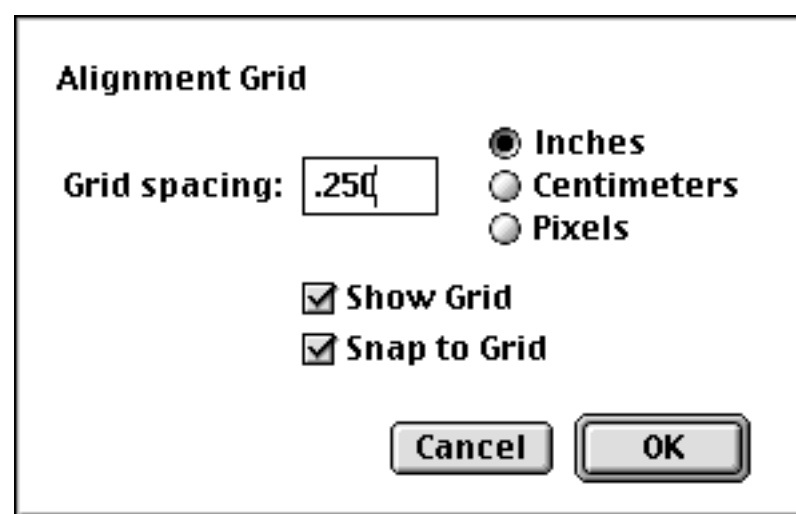 Alignment Grid
Grid spacing: .250
Inches
Centimeters
Pixels
Show Grid
Snap to Grid
Cancel OK